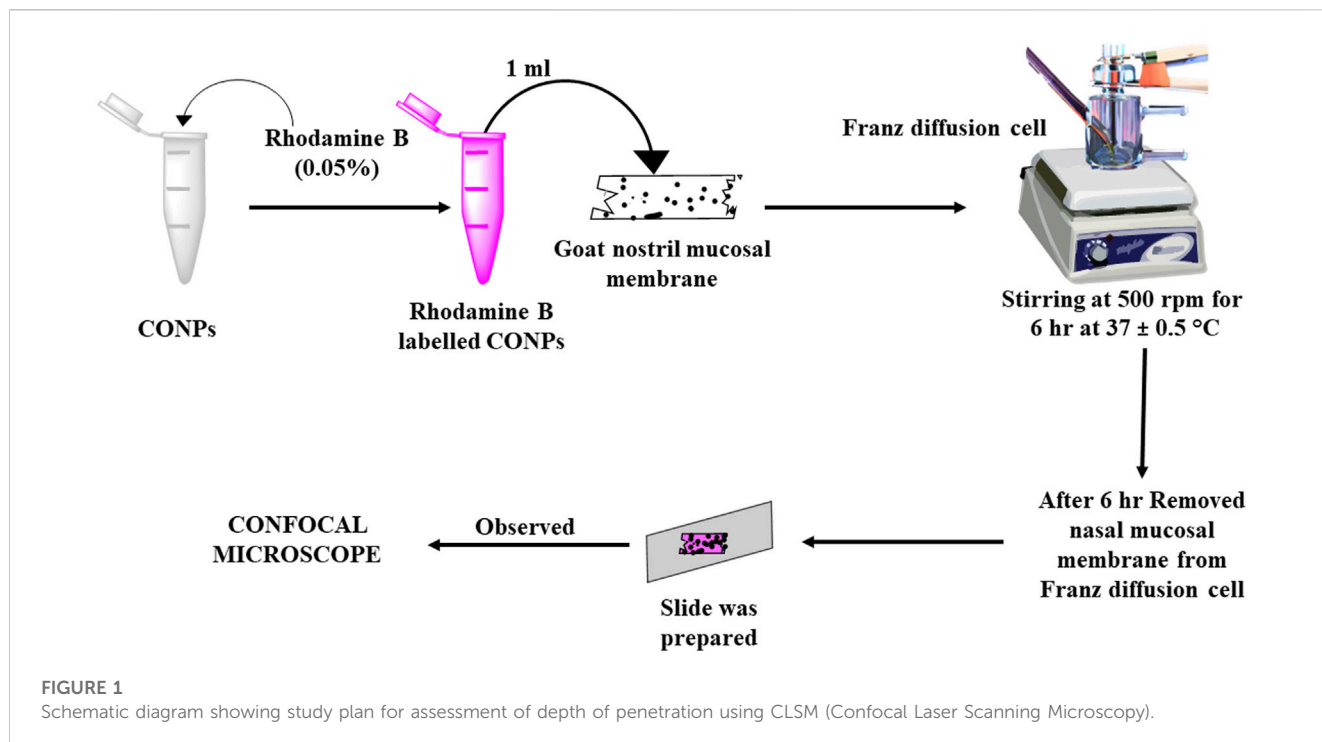 Rhodamine B
(0.05%)
CONPs
1 ml
Rhodamine B
labelled CONPs
Goat nostril mucosal
membrane
Franz diffusion cell
Stirring at 500 rpm for
6 hr at 37 ± 0.5 °C
After 6 hr Removed
nasal mucosal
membrane from
Franz diffusion cell
Slide was
prepared
Observed
CONFOCAL
MICROSCOPE
FIGURE 1
Schematic diagram showing study plan for assessment of depth of penetration using CLSM (Confocal Laser Scanning Microscopy).